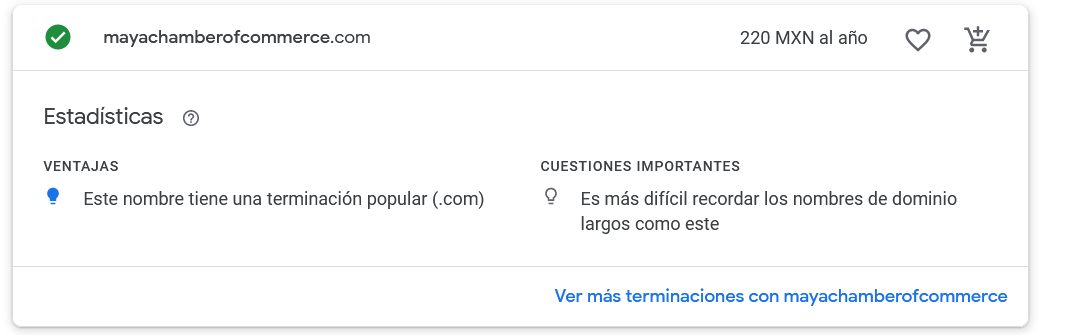 mayachamberofcommerce.com
220 MXN al año
Estadísticas
VENTAJAS
Este nombre tiene una terminación popular (.com)
CUESTIONES IMPORTANTES
Es más difícil recordar los nombres de dominio
largos como este
Ver más terminaciones con mayachamberofcommerce